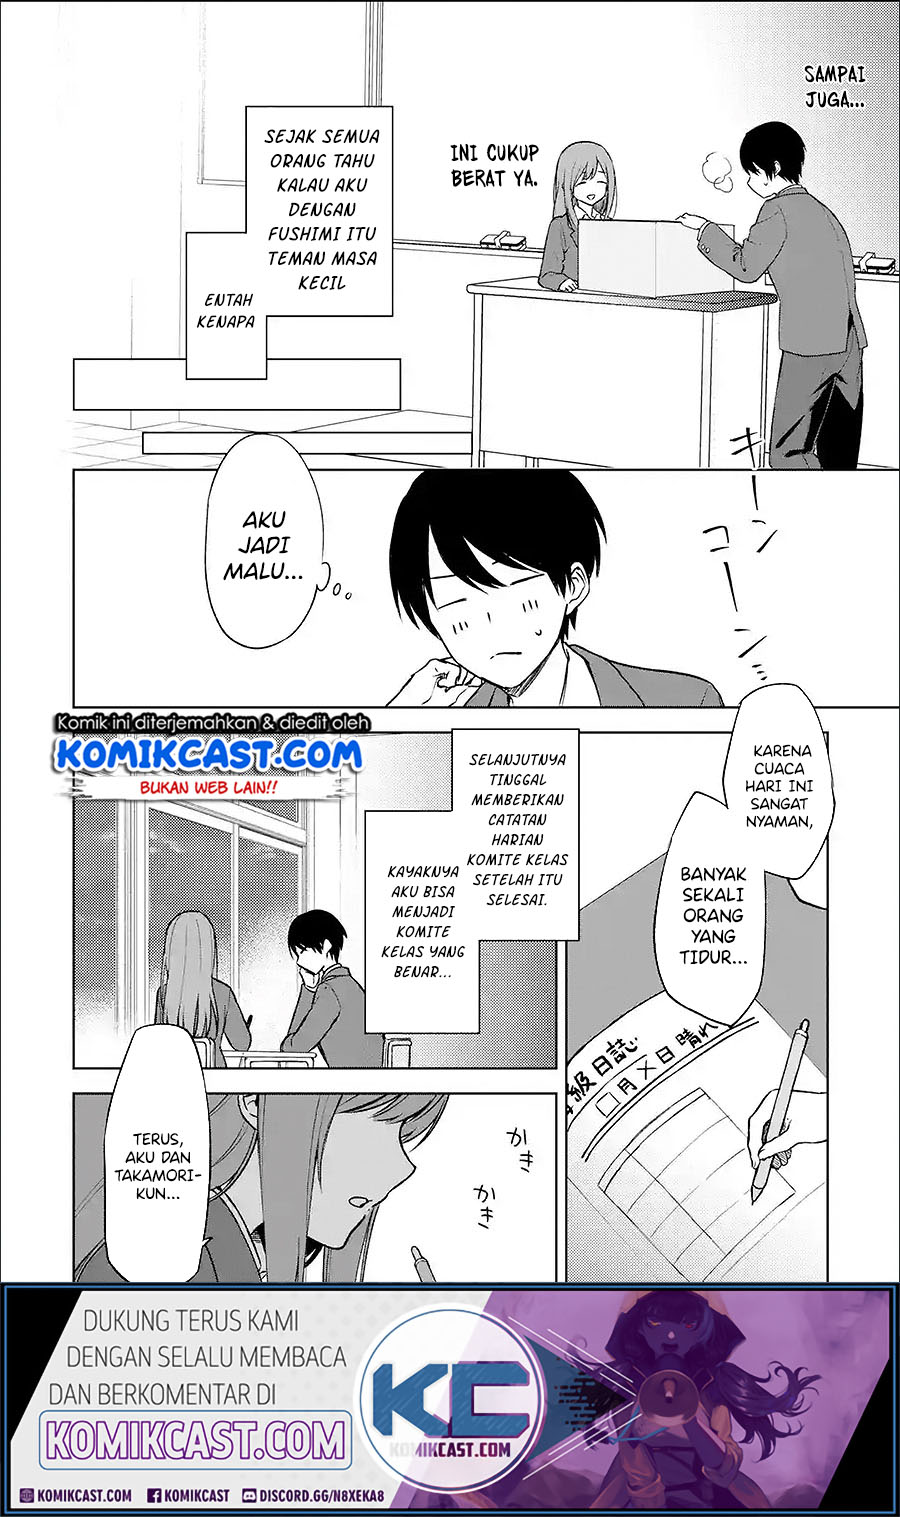 SAMPAI
JUGA...
INI CUKUP
BERAT YA.
SEJAK SEMUA
ORANG TAHU
KALAU AKU
DENGAN
FUSHIMI ITU
TEMAN MASA
KECIL
ENTAH
KENAPA
キーンコン
AKU
JADI
MALU...
KARENA
CUACA
HARI INI
SANGAT
NYAMAN,
BANYAK
SEKALI
ORANG
YANG
TIDUR...
級日誌
□月×日晴れ
SELANJUTNYA
TINGGAL
MEMBERIKAN
CATATAN
HARIAN
KOMITE KELAS
SETELAH ITU
SELESAI.
KAYAKNYA
AKU BISA
MENJADI
KOMITE
KELAS YANG
BENAR...
Komik ini diterjemahkan & diedit oleh
KOMIKCAST.COM
BUKAN WEB LAIN!!
かき
かき
TERUS,
AKU DAN
TAKAMORI-
KUN...
DUKUNG TERUS KAMI
DENGAN SELALU MEMBACA
DAN BERKOMENTAR DI
KOMIKCAST.COM
KC
KOMIKCAST.COM
KOMIKCAST.COM KOMIKCAST DISCORD.GG/N8XEKA8